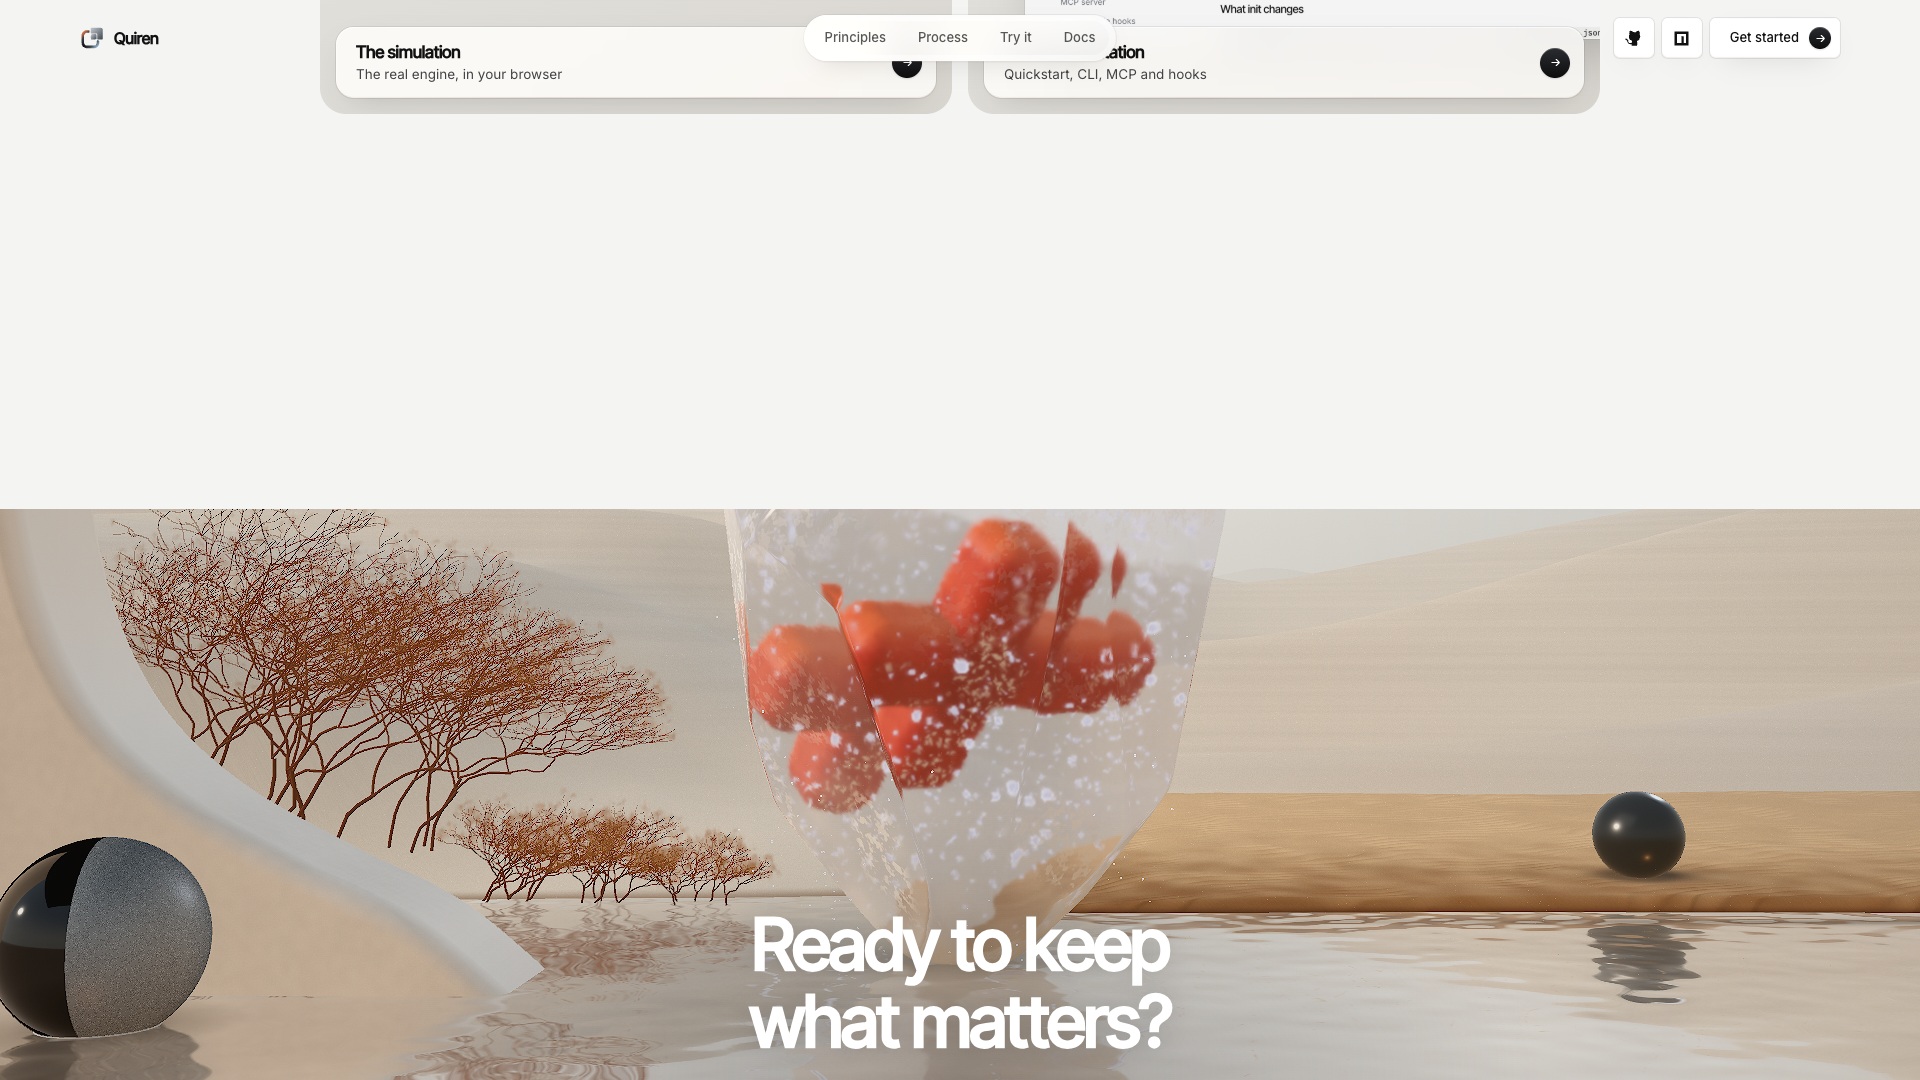 MCP server
What init changes
hooks
json
Quiren
Principles
Process
Try it
Docs
Get started
The simulation
The real engine, in your browser
Quickstart, CLI, MCP and hooks
Ready to keep
what matters?